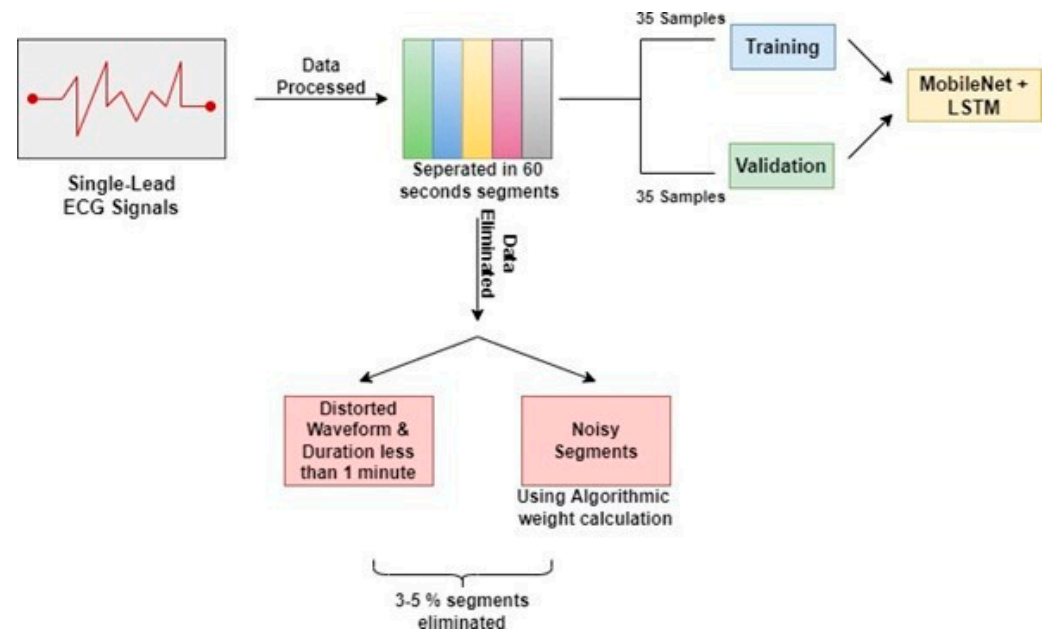 35 Samples
Training
Data
Processed
MobileNet +
LSTM
Seperated in 60
seconds segments
Validation
Single-Lead
ECG Signals
35 Samples
Data
Eliminated
Distorted
Waveform &
Duration less
than 1 minute
Noisy
Segments
Using Algorithmic
weight calculation
3-5 % segments
eliminated